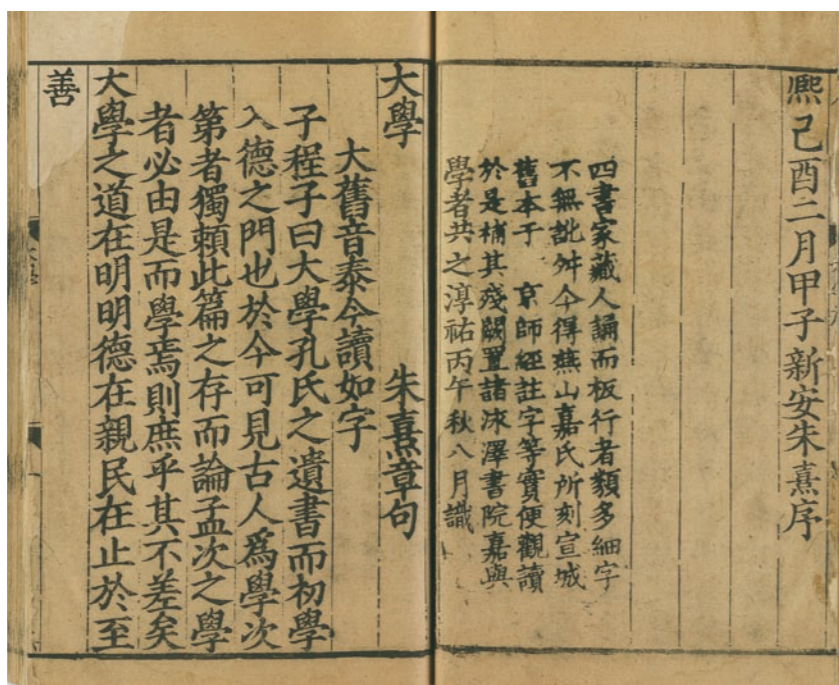 熈己酉二月甲子新安朱熹序
四書家藏人誦而板行者類多細字
不無訛舛今得燕山嘉氏所刻宣城
舊本于　京師經註字等實便觀讀
於是補其殘闕置諸泳澤書院嘉與
學者共之淳祐丙午秋八月識
大學　朱熹章句
大舊音泰今讀如字
子程子曰大學孔氏之遺書而初學
入德之門也於今可見古人爲學次
第者獨頼此篇之存而論孟次之學
者必由是而學焉則庶乎其不差矣
大學之道在明明德在親民在止於至
善